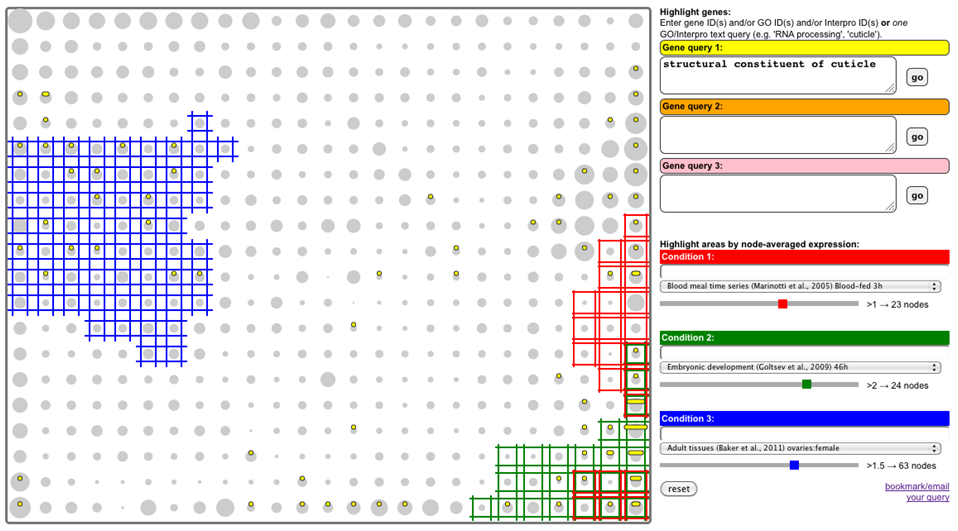 Highlight genes:
Enter gene ID(s) and/or GO ID(s) and/or Interpro ID(s) or one
GO/Interpro text query (e.g. 'RNA processing', 'cuticle').
Gene query 1:
structural constituent of cuticle
go
Gene query 2:
go
Gene query 3:
go
Highlight areas by node-averaged expression:
Condition 1:
Blood meal time series (Marinotti et al., 2005) Blood-fed 3h
>1 → 23 nodes
Condition 2:
Embryonic development (Goltsev et al., 2009) 46h
>2 → 24 nodes
Condition 3:
Adult tissues (Baker et al., 2011) ovaries:female
>1.5 → 63 nodes
reset
bookmark/email
your query